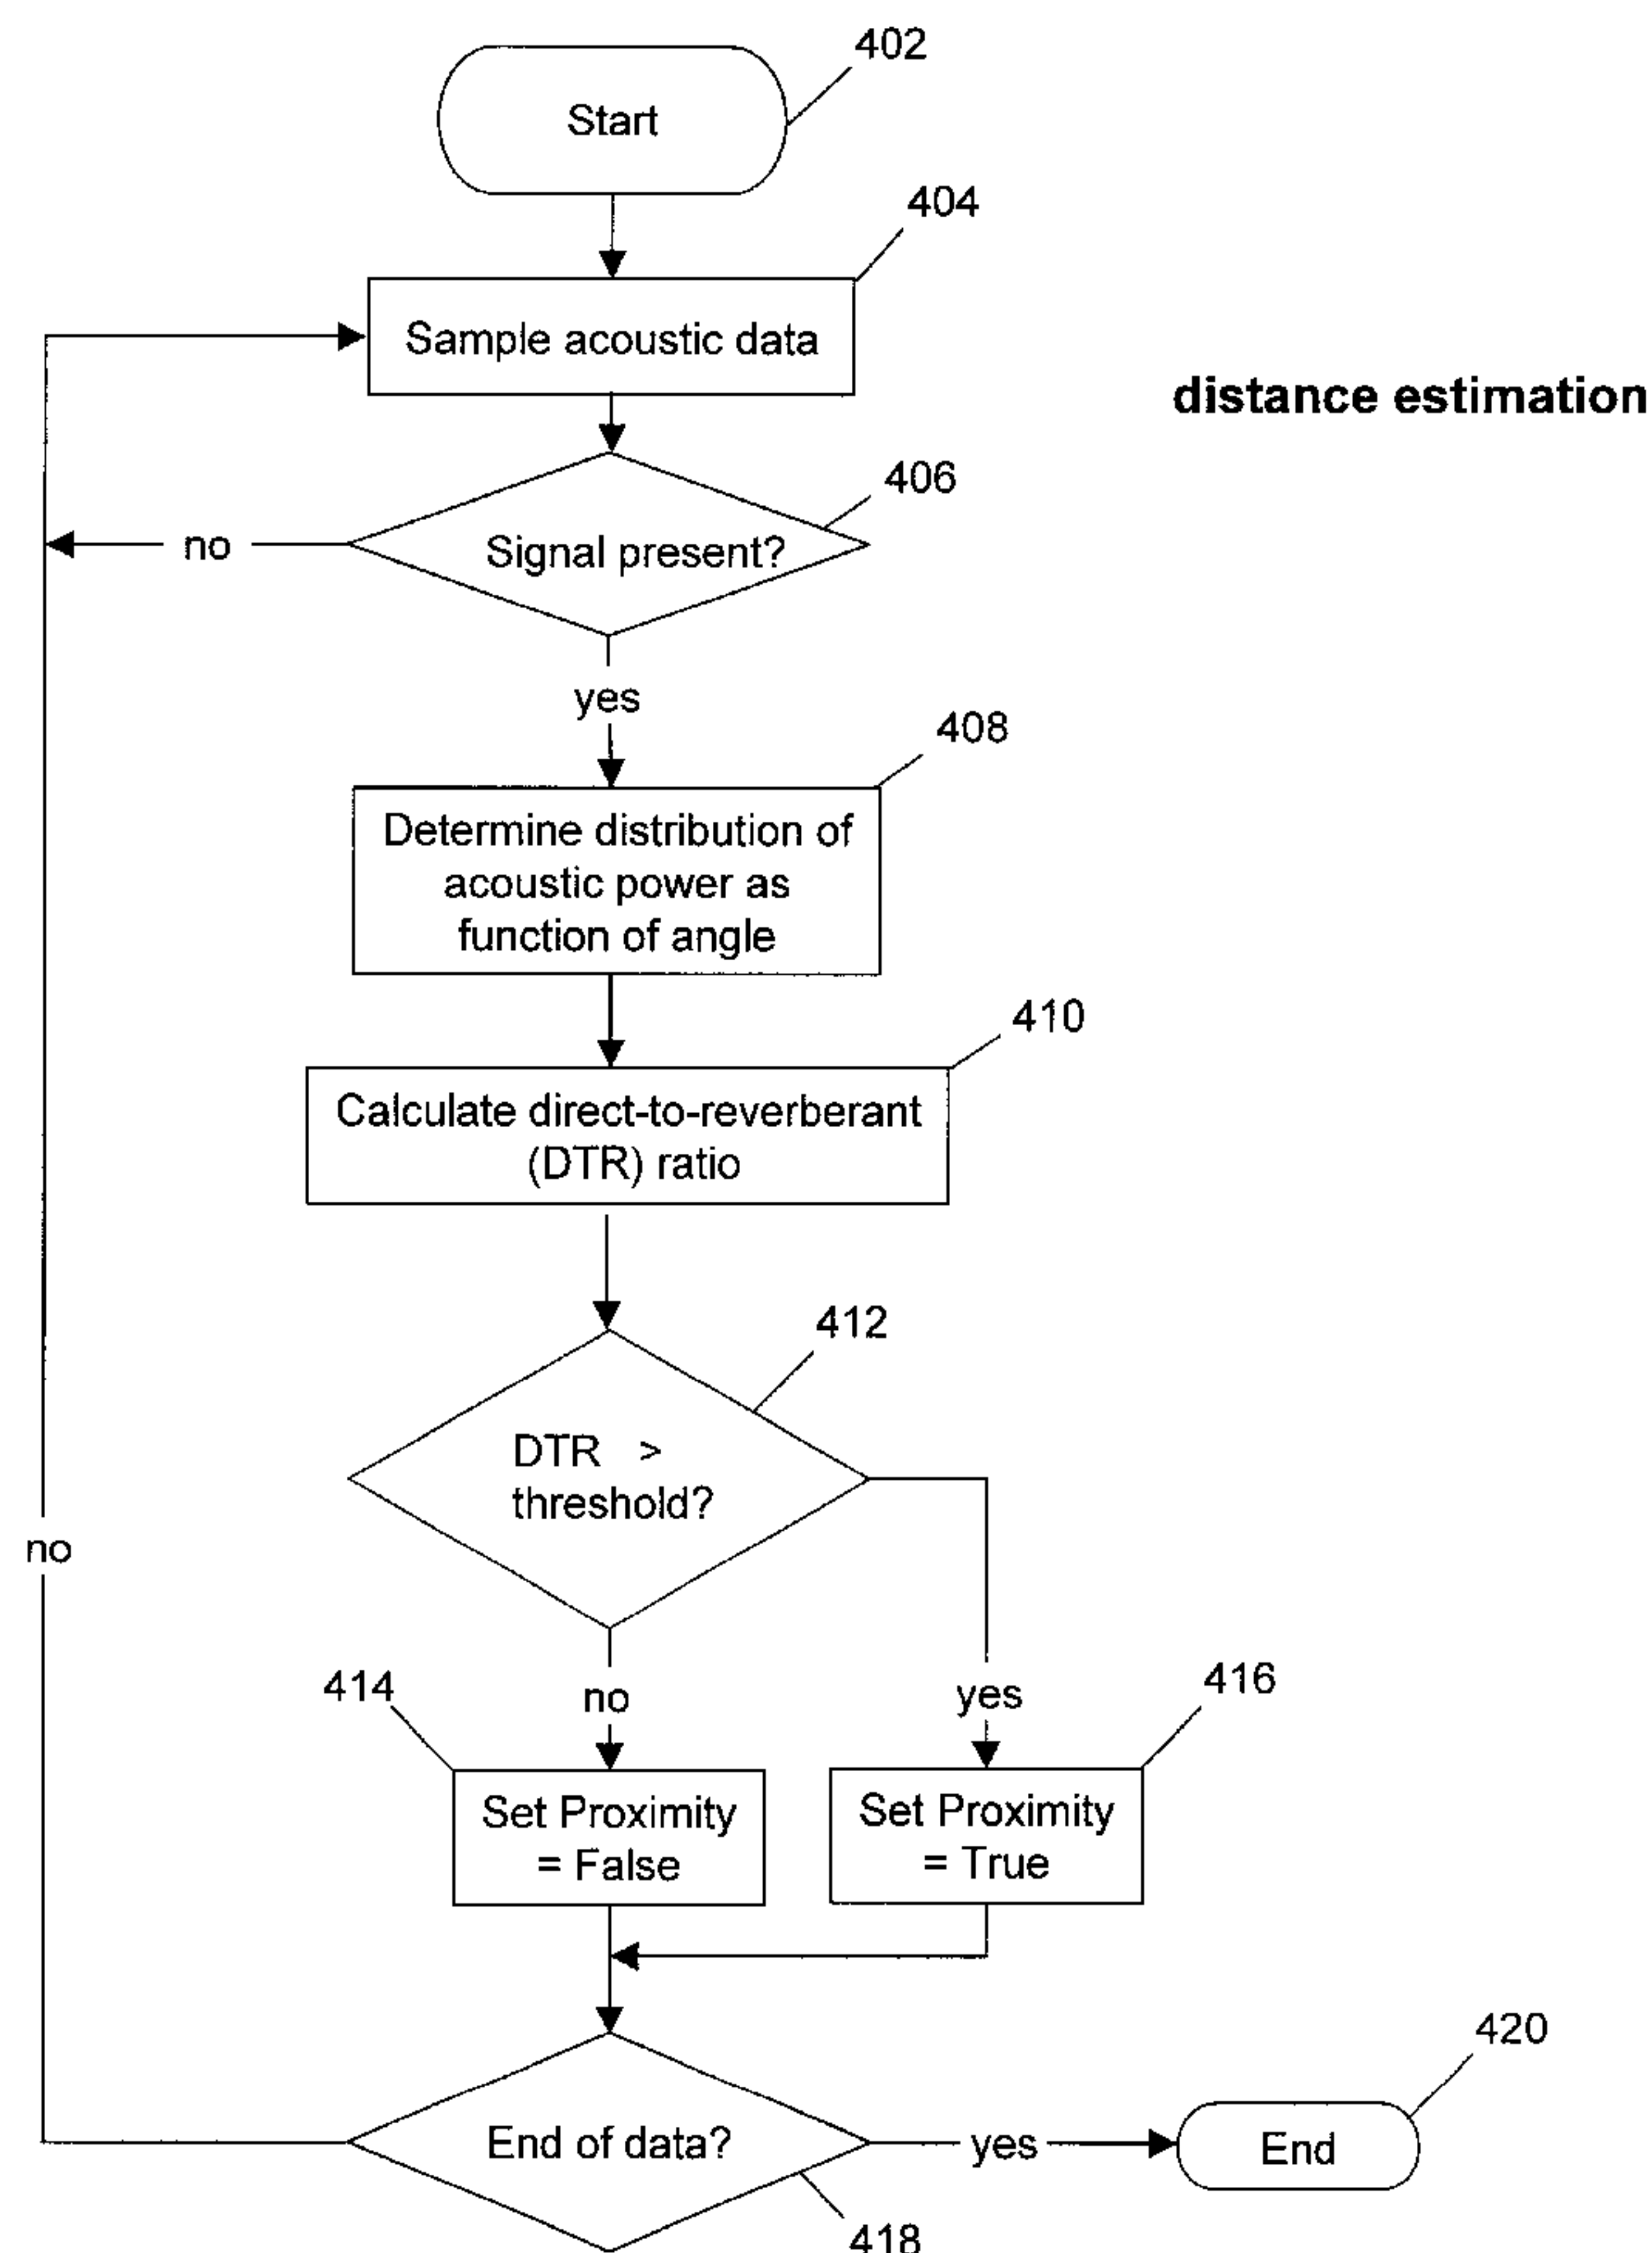 402
Start
404
Sample acoustic data
distance estimation
406
Signal present?
no
yes
408
Determine distribution of
acoustic power as
function of angle
410
Calculate direct-to-reverberant
(DTR) ratio
412
DTR >
threshold?
no
414
no
yes
416
Set Proximity
= False
Set Proximity
= True
420
End of data?
yes
End
418